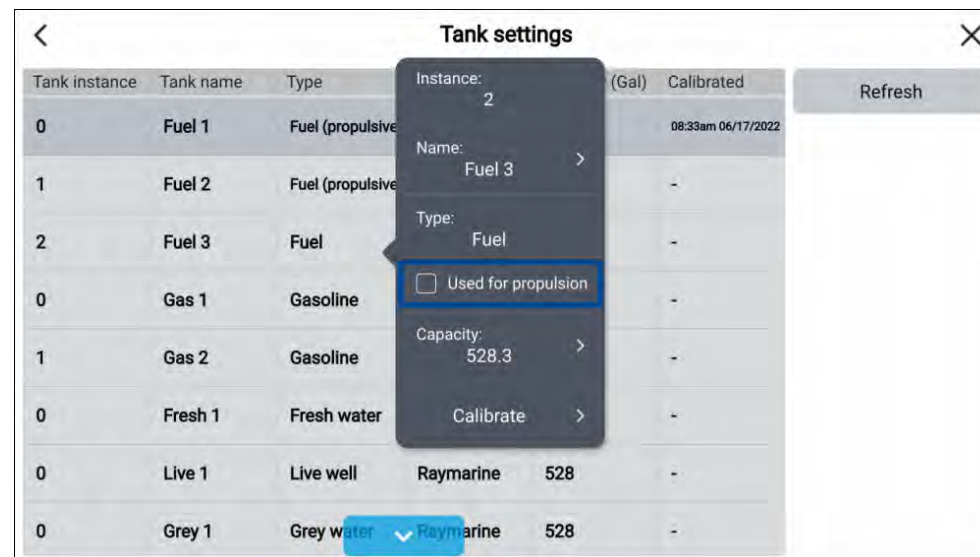 Tank settings
Tank instance Tank name Type (Gal) Calibrated
Refresh
0 Fuel 1 Fuel (propulsive 08:33am 06/17/2022
1 Fuel 2 Fuel (propulsive -
2 Fuel 3 Fuel -
0 Gas 1 Gasoline -
1 Gas 2 Gasoline -
0 Fresh 1 Fresh water -
0 Live 1 Live well Raymarine 528 -
0 Grey 1 Grey water Raymarine 528 -
Instance:
2
Name:
Fuel 3
Type:
Fuel
Used for propulsion
Capacity:
528.3
Calibrate